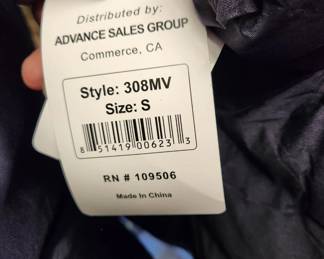 Distributed by:
ADVANCE SALES GROUP
Commerce, CA
Style: 308MV
Size: S
8 51419 00623 3
RN # 109506
Made In China